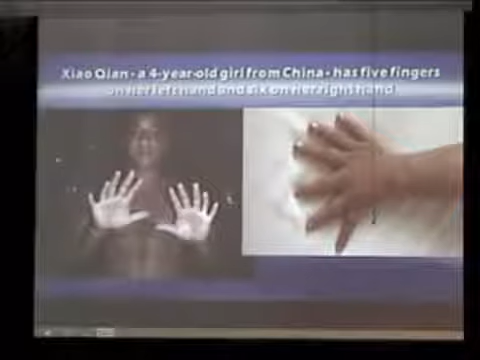 Xiao Qian - a 4-year-old girl from China - has five fingers
on her left hand and six on her right hand